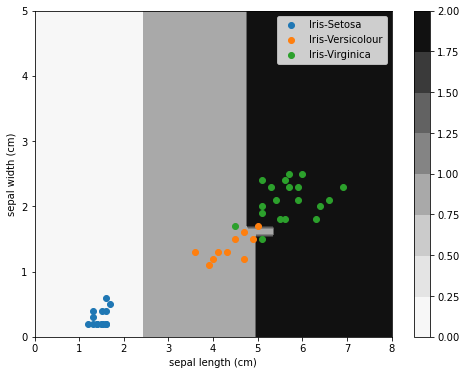 Iris-Setosa
Iris-Versicolour
Iris-Virginica
5
4
3
2
1
0
sepal width (cm)
0 1 2 3 4 5 6 7 8
sepal length (cm)
2.00
1.75
1.50
1.25
1.00
0.75
0.50
0.25
0.00